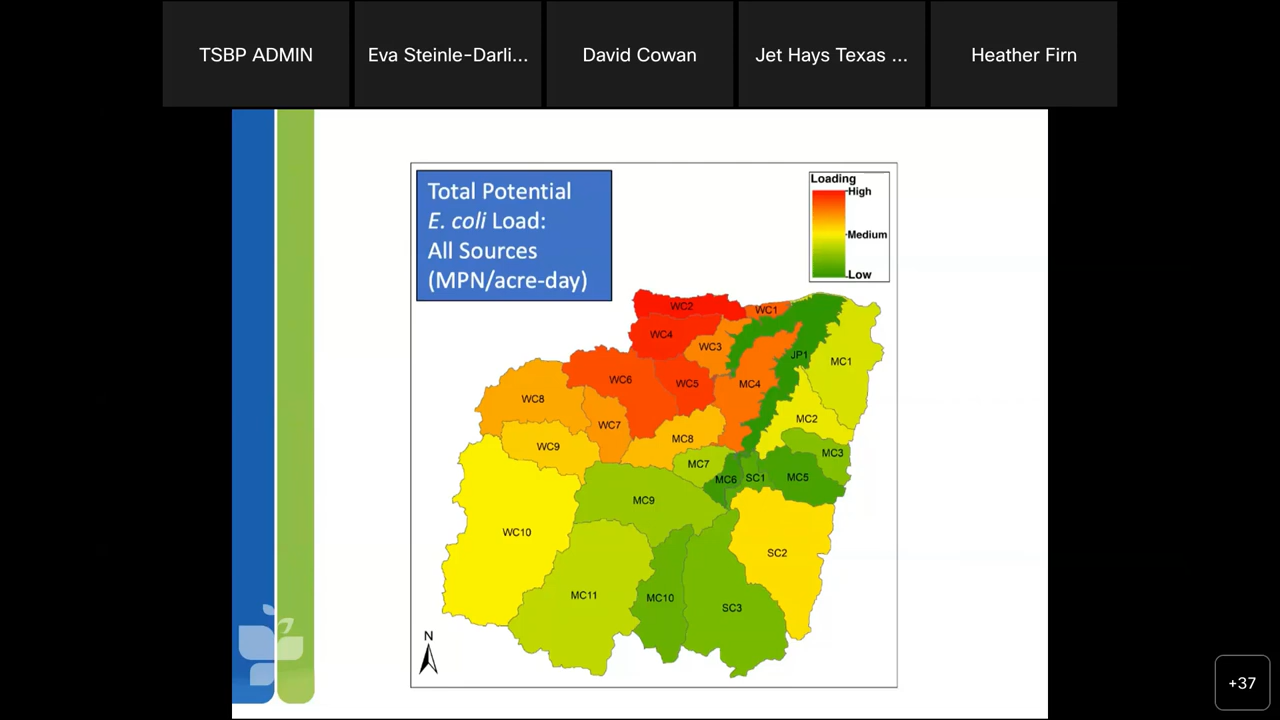 TSBP ADMIN
Eva Steinle-Darli...
David Cowan
Jet Hays Texas ...
Heather Firn
Total Potential
E. coli Load:
All Sources
(MPN/acre-day)
Loading
High
Medium
Low
WC2
WC1
WC4
WC3
JP1
MC1
WC6
WC5
MC4
WC8
WC7
MC2
MC8
WC9
MC3
MC7
MC6
SC1
MC5
MC9
WC10
SC2
MC11
MC10
SC3
N
+37